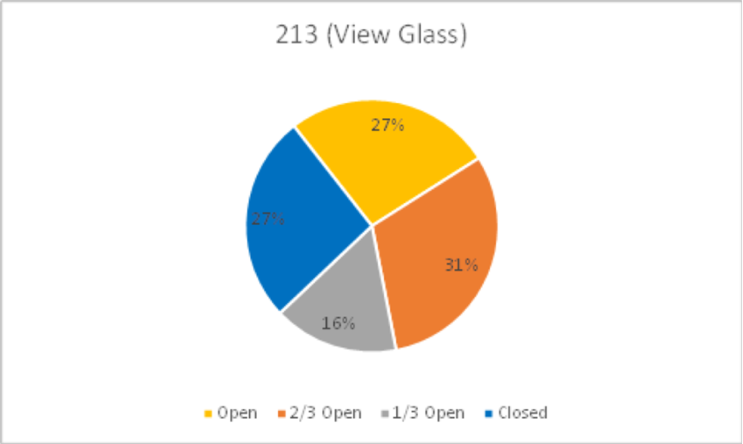 213 (View Glass)
27%
27%
31%
16%
Open 2/3 Open 1/3 Open Closed